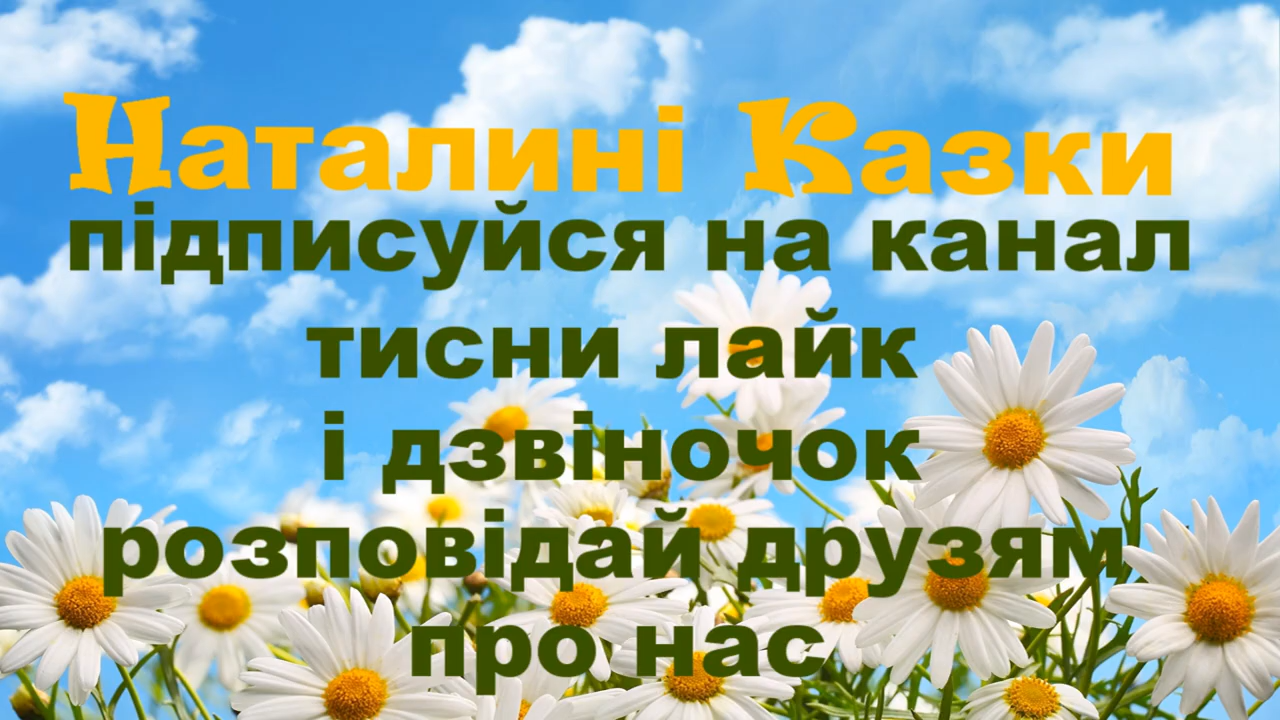 Наталині Казки
підписуйся на канал
тисни лайк
і дзвіночок
розповідай друзям
про нас